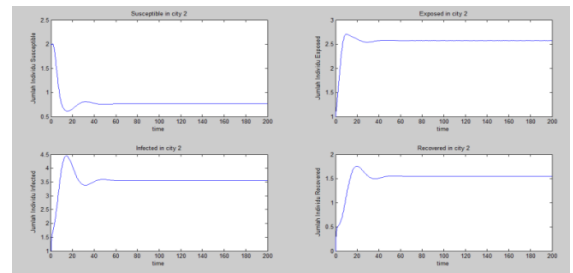 Susceptible in city 2
Jumlah Individu Susceptible
2.5
2
1.5
1
0.5
0 20 40 60 80 100 120 140 160 180 200
time
Exposed in city 2
Jumlah Individu Exposed
3
2.5
2
1.5
1
0 20 40 60 80 100 120 140 160 180 200
time
Infected in city 2
Jumlah Individu Infected
4.5
4
3.5
3
2.5
2
1.5
1
0 20 40 60 80 100 120 140 160 180 200
time
Recovered in city 2
Jumlah Individu Recovered
2
1.5
1
0.5
0
0 20 40 60 80 100 120 140 160 180 200
time